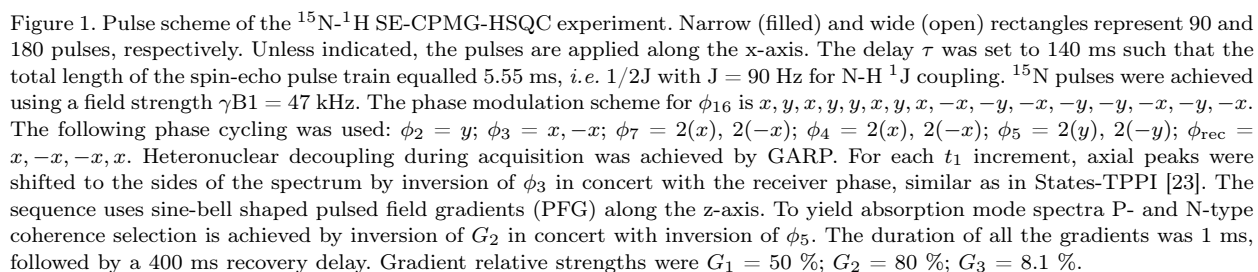 Figure 1. Pulse scheme of the ¹⁵N-¹H SE-CPMG-HSQC experiment. Narrow (filled) and wide (open) rectangles represent 90 and
180 pulses, respectively. Unless indicated, the pulses are applied along the x-axis. The delay τ was set to 140 ms such that the
total length of the spin-echo pulse train equalled 5.55 ms, i.e. 1/2J with J = 90 Hz for N-H ¹J coupling. ¹⁵N pulses were achieved
using a field strength γB1 = 47 kHz. The phase modulation scheme for ϕ₁₆ is x, y, x, y, y, x, y, x, −x, −y, −x, −y, −y, −x, −y, −x.
The following phase cycling was used: ϕ₂ = y; ϕ₃ = x, −x; ϕ₇ = 2(x), 2(−x); ϕ₄ = 2(x), 2(−x); ϕ₅ = 2(y), 2(−y); ϕrec =
x, −x, −x, x. Heteronuclear decoupling during acquisition was achieved by GARP. For each t₁ increment, axial peaks were
shifted to the sides of the spectrum by inversion of ϕ₃ in concert with the receiver phase, similar as in States-TPPI [23]. The
sequence uses sine-bell shaped pulsed field gradients (PFG) along the z-axis. To yield absorption mode spectra P- and N-type
coherence selection is achieved by inversion of G₂ in concert with inversion of ϕ₅. The duration of all the gradients was 1 ms,
followed by a 400 ms recovery delay. Gradient relative strengths were G₁ = 50 %; G₂ = 80 %; G₃ = 8.1 %.